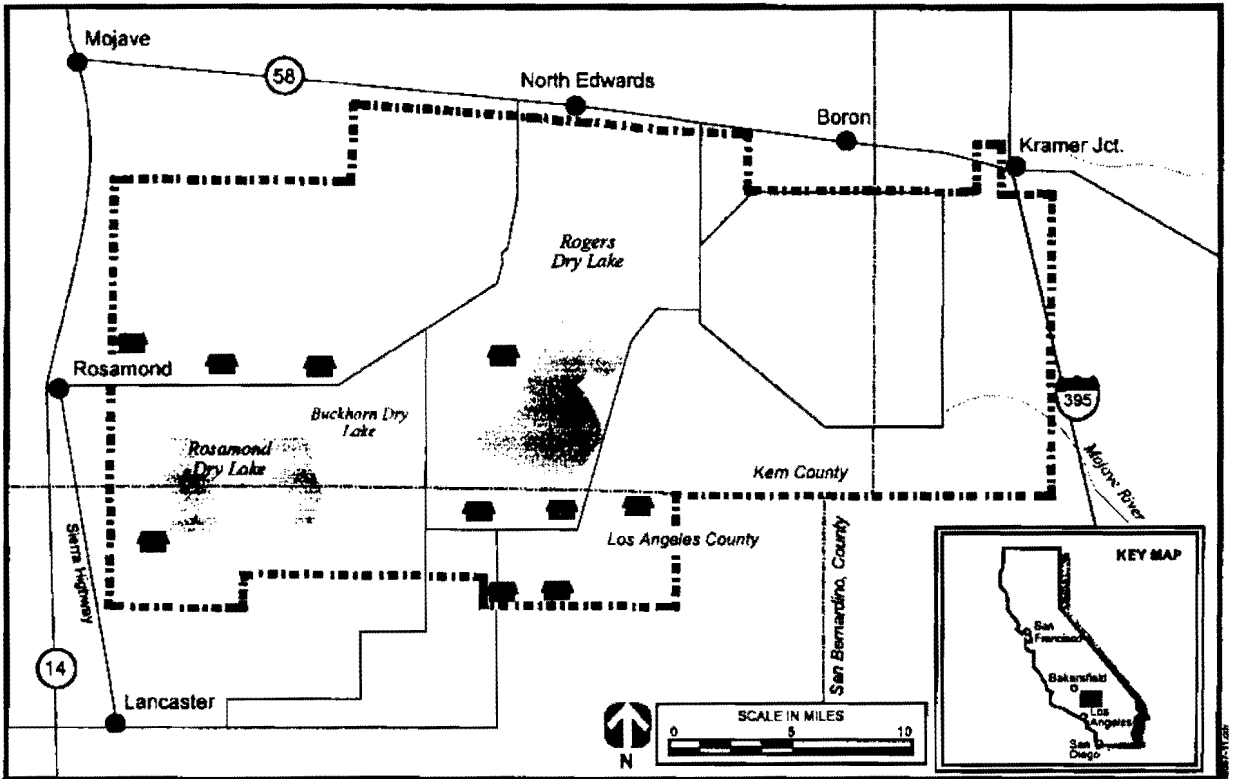 Mojave
58
North Edwards
Boron
Kramer Jct.
Rogers
Dry Lake
Rosamond
Buckhorn Dry
Lake
395
Rosamond
Dry Lake
Kern County
Mojave River
Los Angeles County
Sierra Highway
San Bernardino, County
14
Lancaster
N
SCALE IN MILES
0
5
10
KEY MAP
San
Francisco
Bakersfield
Los
Angeles
San
Diego